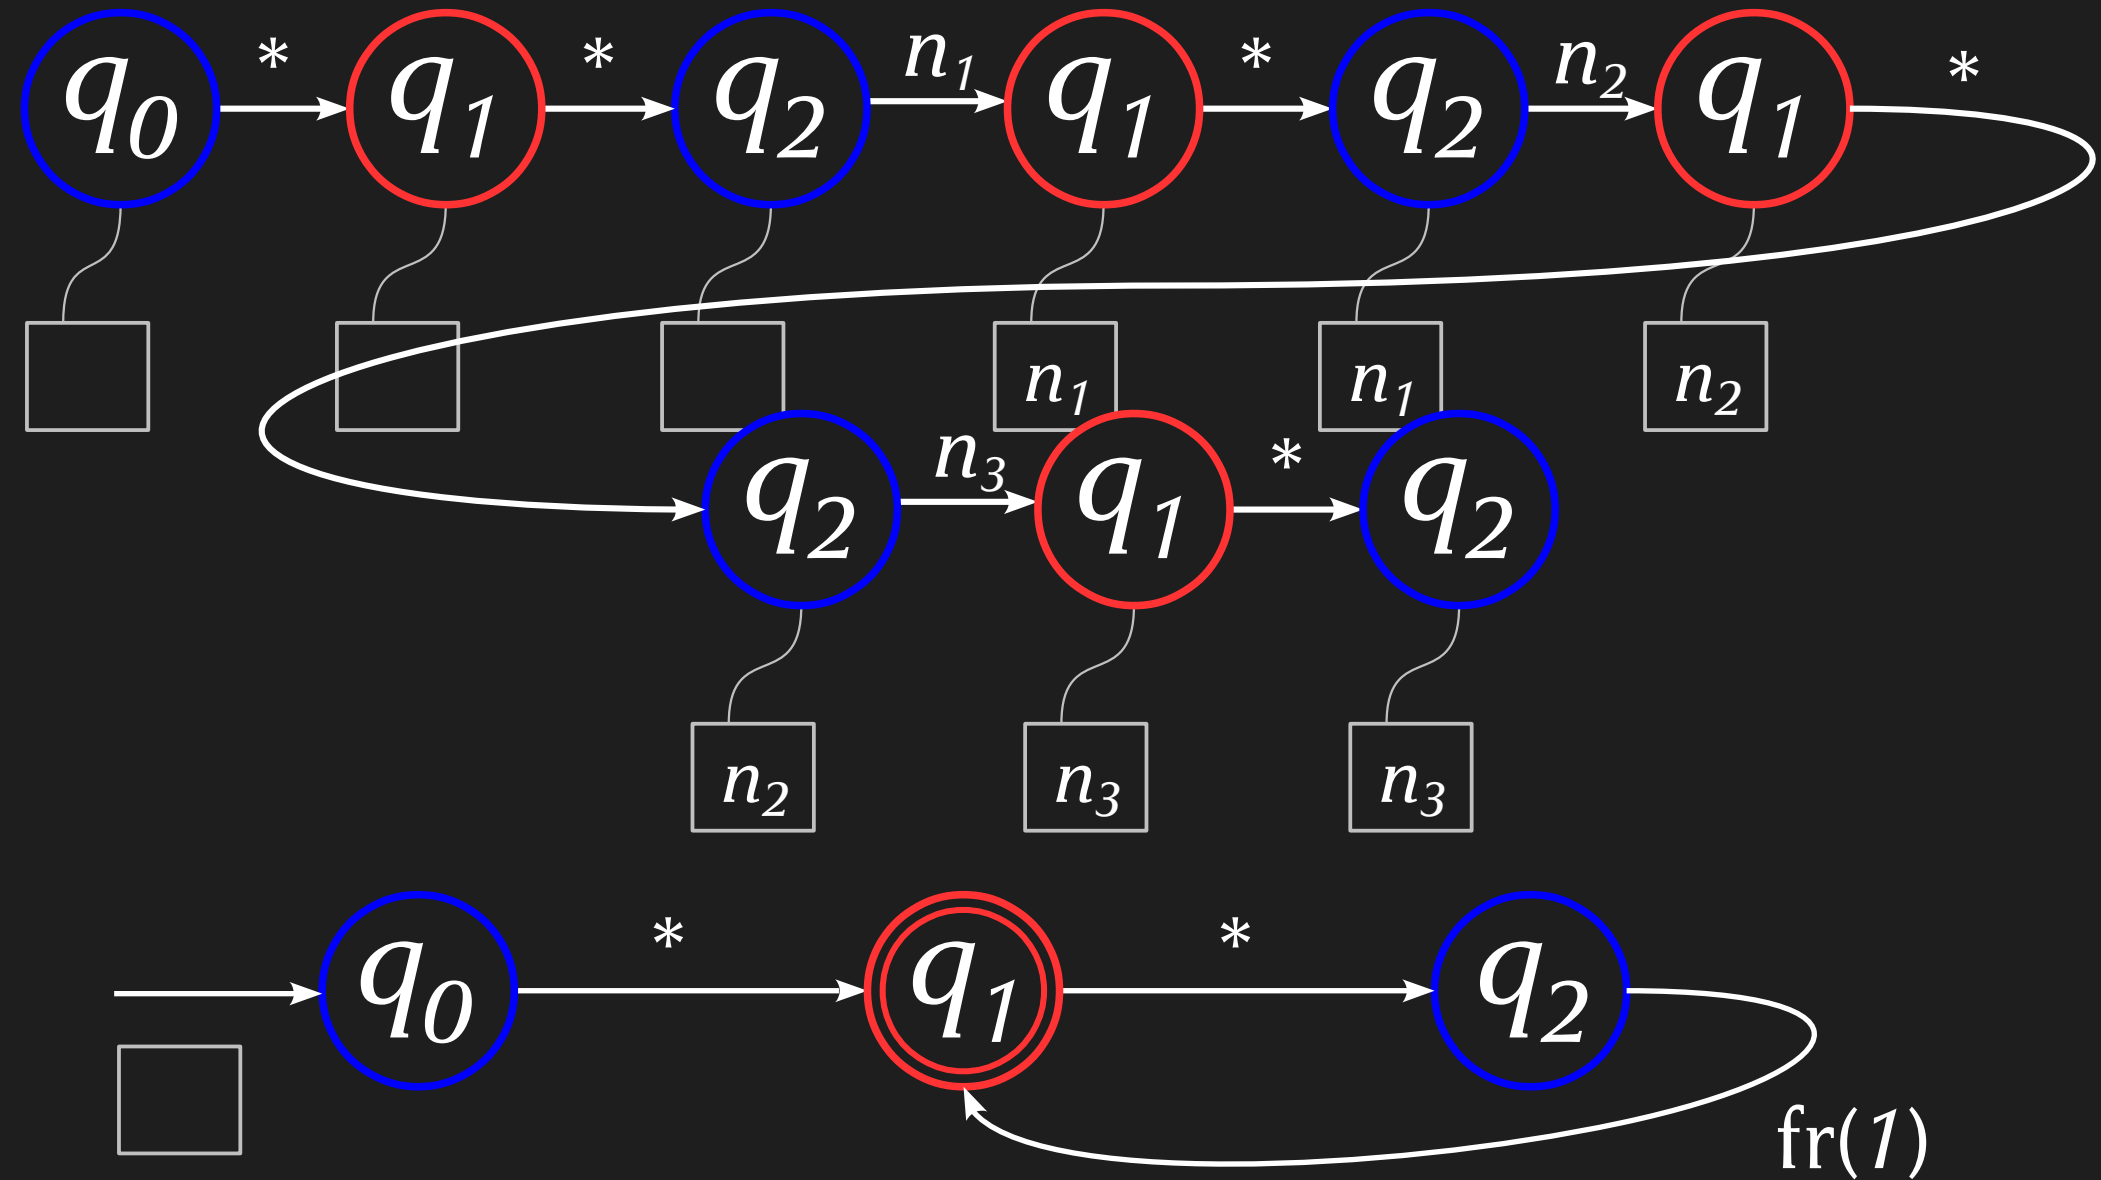 q0 * q1 * q2 n1 q1 * q2 n2 q1 *
n1 n1 n2
q2 n3 q1 * q2
n2 n3 n3
q0 * q1 * q2
fr(1)